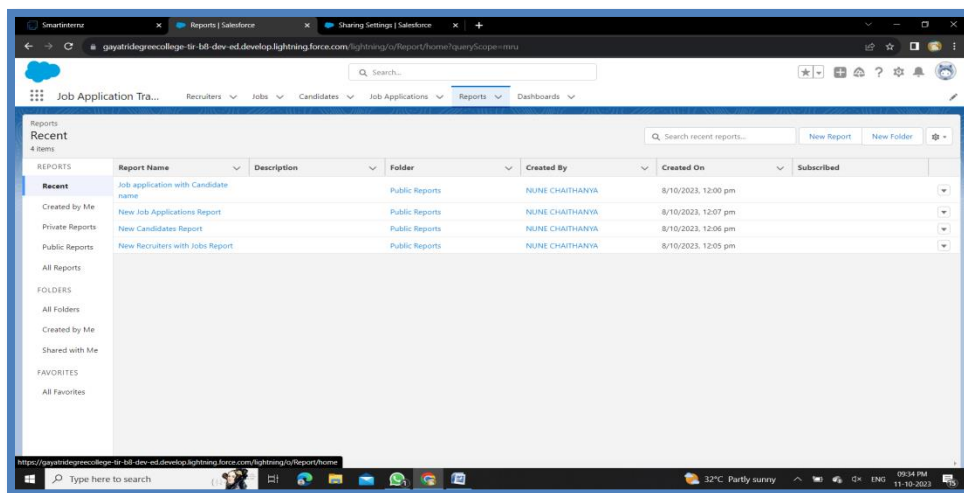 Smartinternz
Reports | Salesforce
Sharing Settings | Salesforce
gayatridegreecollege-tir-b8-dev-ed.develop.lightning.force.com/lightning/o/Report/home?queryScope=mru
Search...
Job Application Tra...
Recruiters
Jobs
Candidates
Job Applications
Reports
Dashboards
Reports
Recent
4 items
Search recent reports...
New Report
New Folder
REPORTS
Report Name
Description
Folder
Created By
Created On
Subscribed
Recent
Job application with Candidate
name
Public Reports
NUNE CHAITHANYA
8/10/2023, 12:00 pm
Created by Me
New Job Applications Report
Public Reports
NUNE CHAITHANYA
8/10/2023, 12:07 pm
Private Reports
New Candidates Report
Public Reports
NUNE CHAITHANYA
8/10/2023, 12:06 pm
Public Reports
New Recruiters with Jobs Report
Public Reports
NUNE CHAITHANYA
8/10/2023, 12:05 pm
All Reports
FOLDERS
All Folders
Created by Me
Shared with Me
FAVORITES
All Favorites
https://gayatridegreecollege-tir-b8-dev-ed.develop.lightning.force.com/lightning/o/Report/home
Type here to search
32°C Partly sunny
ENG
09:34 PM
11-10-2023